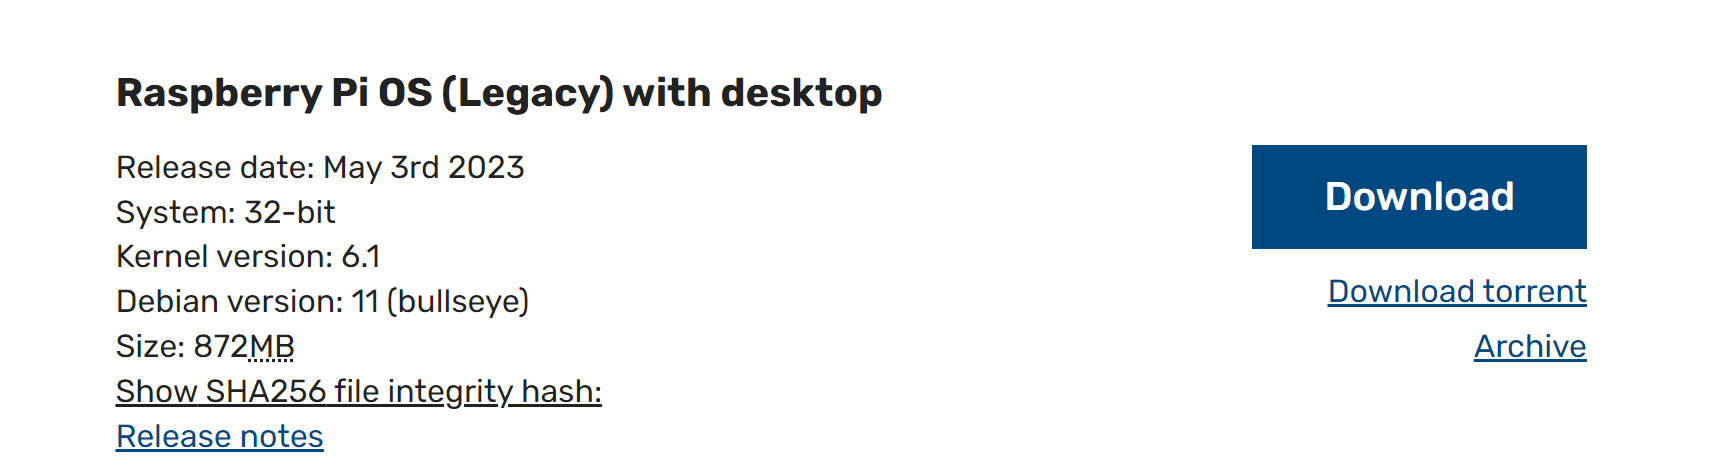 Raspberry Pi OS (Legacy) with desktop
Release date: May 3rd 2023
System: 32-bit
Kernel version: 6.1
Debian version: 11 (bullseye)
Size: 872MB
Show SHA256 file integrity hash:
Release notes
Download
Download torrent
Archive